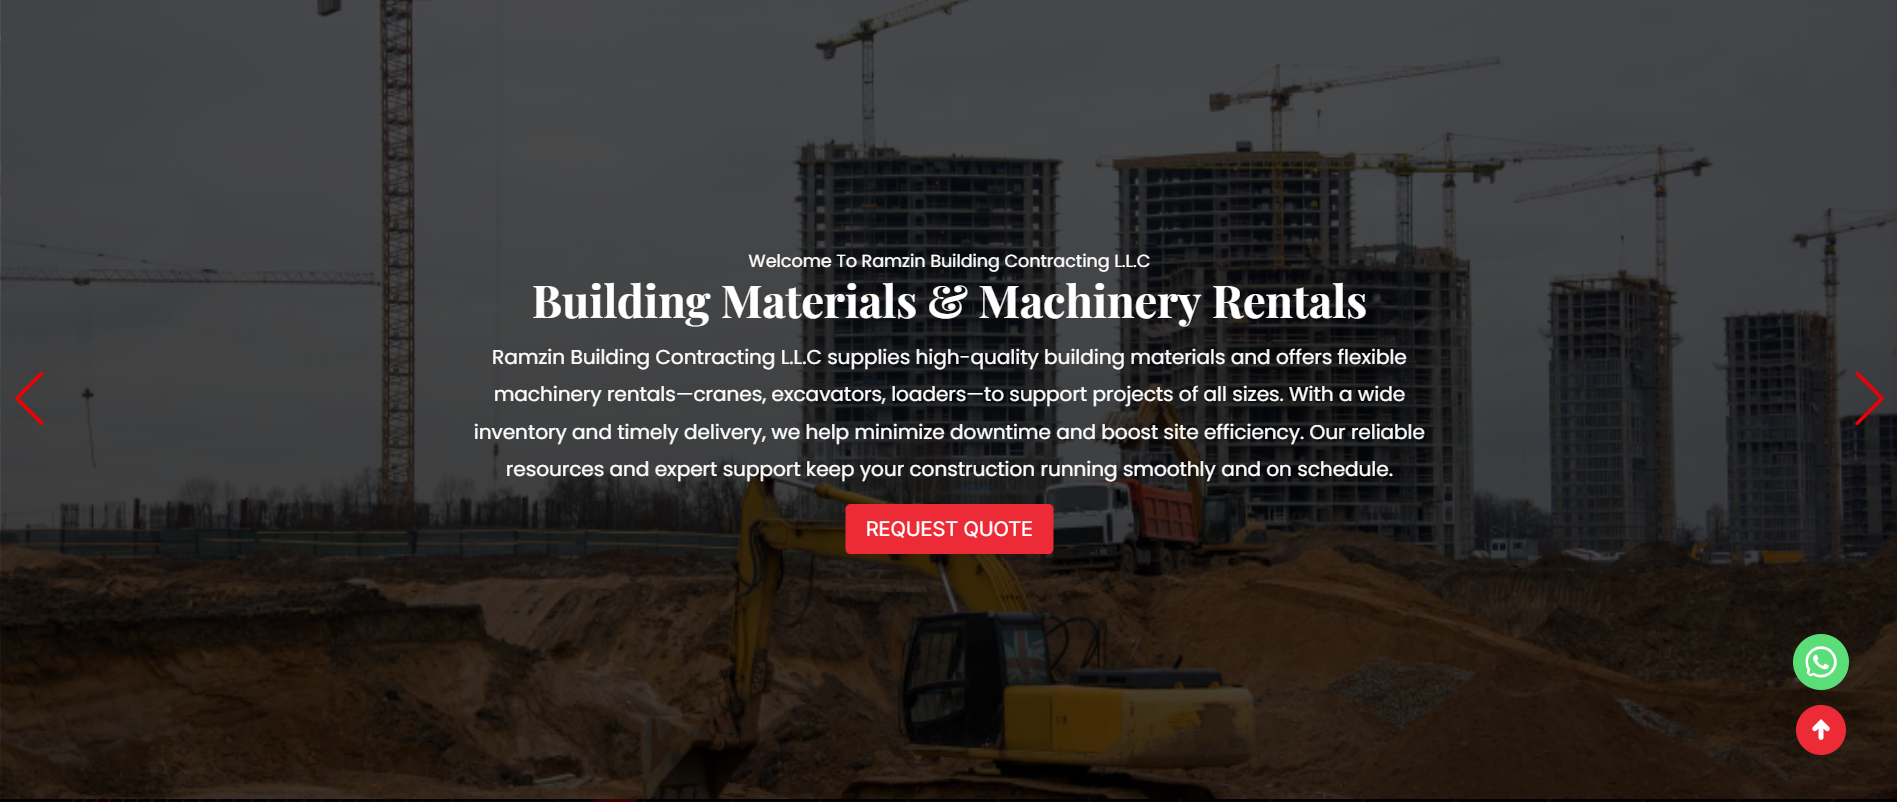 Welcome To Ramzin Building Contracting L.L.C
Building Materials & Machinery Rentals
Ramzin Building Contracting L.L.C supplies high-quality building materials and offers flexible
machinery rentals—cranes, excavators, loaders—to support projects of all sizes. With a wide
inventory and timely delivery, we help minimize downtime and boost site efficiency. Our reliable
resources and expert support keep your construction running smoothly and on schedule.
REQUEST QUOTE